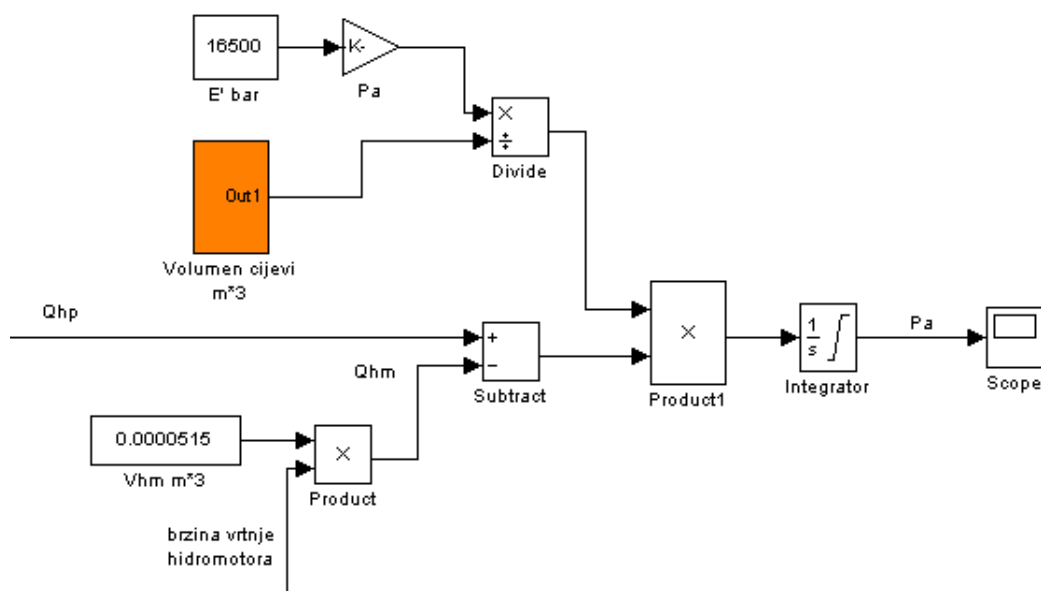 16500
E' bar
-K-
Pa
×
÷
Divide
Out1
Volumen cijevi
m*3
Qhp
Qhm
+
−
Subtract
×
Product1
1
s
Integrator
Pa
Scope
0.0000515
Vhm m*3
×
Product
brzina vrtnje
hidromotora